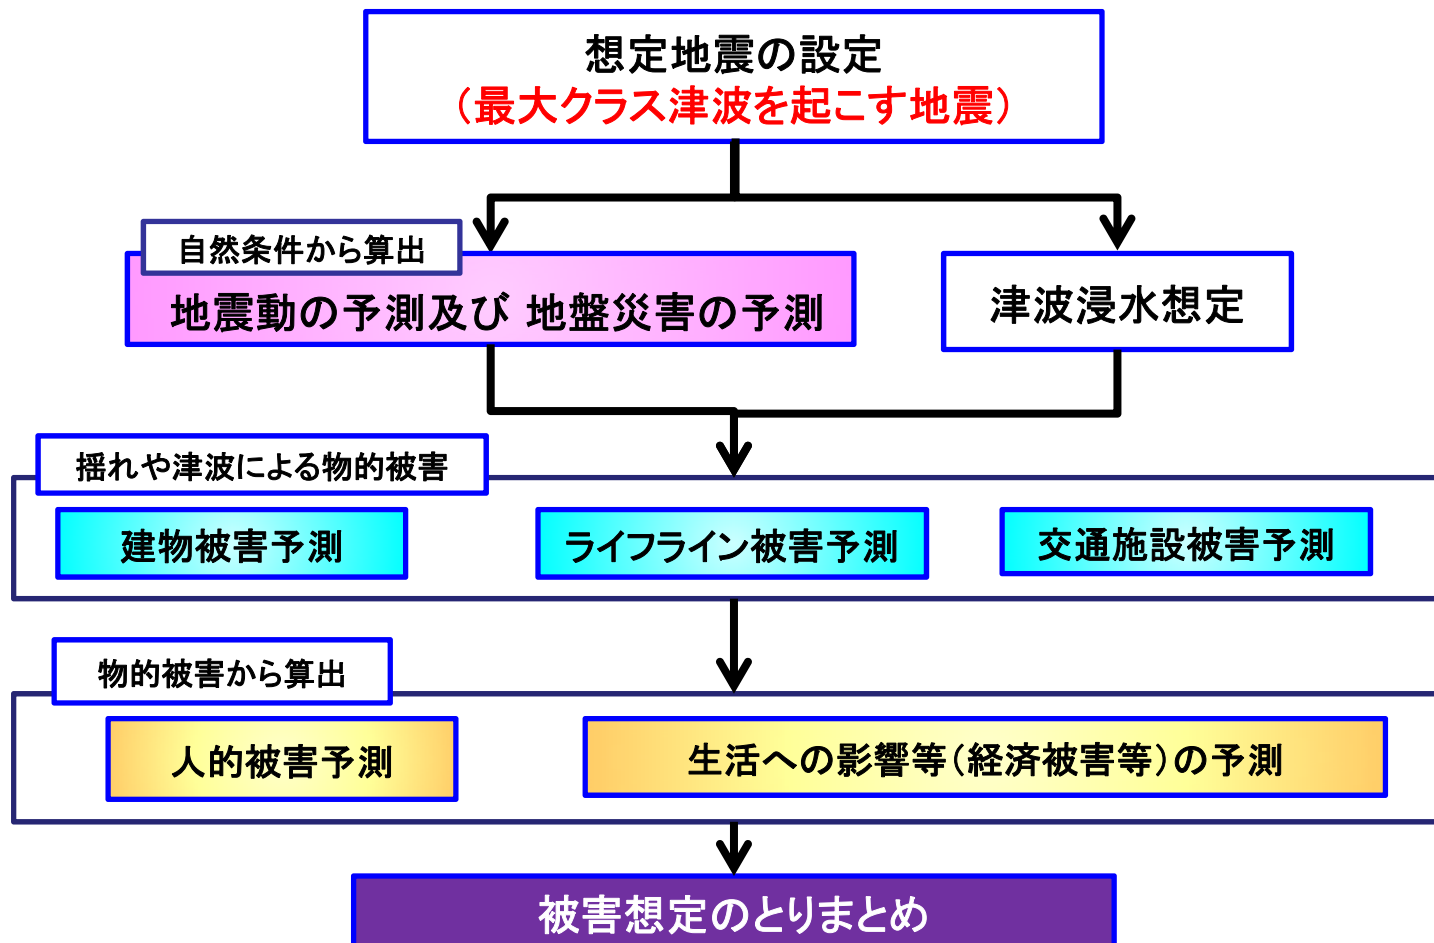 想定地震の設定
（最大クラス津波を起こす地震）
自然条件から算出
地震動の予測及び 地盤災害の予測
津波浸水想定
揺れや津波による物的被害
建物被害予測
ライフライン被害予測
交通施設被害予測
物的被害から算出
人的被害予測
生活への影響等（経済被害等）の予測
被害想定のとりまとめ